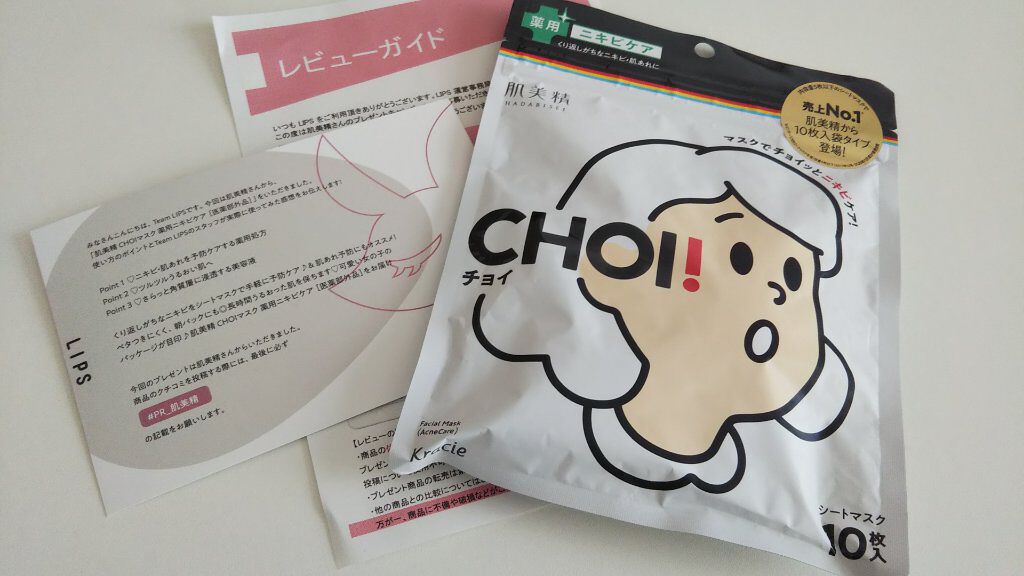 レビューガイド
いつも LIPS をご利用頂きありがとうございます。LIPS 運営事務局
この度は肌美精さんのプレゼント
みなさんこんにちは、Team LIPSです。今回は肌美精さんから、
「肌美精 CHOIマスク 薬用ニキビケア [医薬部外品]」をいただきました。
使い方のポイントとTeam LIPSのスタッフが実際に使ってみた感想をお伝えします!
Point 1 ♡ニキビ・肌あれを予防ケアする薬用処方
Point 2 ♡ツルツルうるおい肌へ
Point 3 ♡さらっと角質層に浸透する美容液
くり返しがちなニキビをシートマスクで手軽に予防ケア♪&肌あれ予防にもオススメ!
ベタつきにくく、朝パックにも◎長時間うるおった肌を保ちます♡可愛い女の子の
パッケージが目印♪肌美精 CHOIマスク 薬用ニキビケア [医薬部外品]をお届け
今回のプレゼントは肌美精さんからいただきました。
商品のクチコミを投稿する際には、最後に必ず
#PR_肌美精
の記載をお願いします。
LIPS
【レビューの
・商品の
プレゼン
投稿につ
・プレゼント商品の転売は
・他の商品との比較については
万が一、商品に不備や破損などが
薬用
ニキビケア
くり返しがちなニキビ・肌あれに
肌美精
HADABISEI
売上No.1
肌美精から
10枚入袋タイプ
登場!
マスクでチョイッとニキビケア!
CHOI!
チョイ
Facial Mask
(AcneCare)
Kracie
シートマスク
10枚入